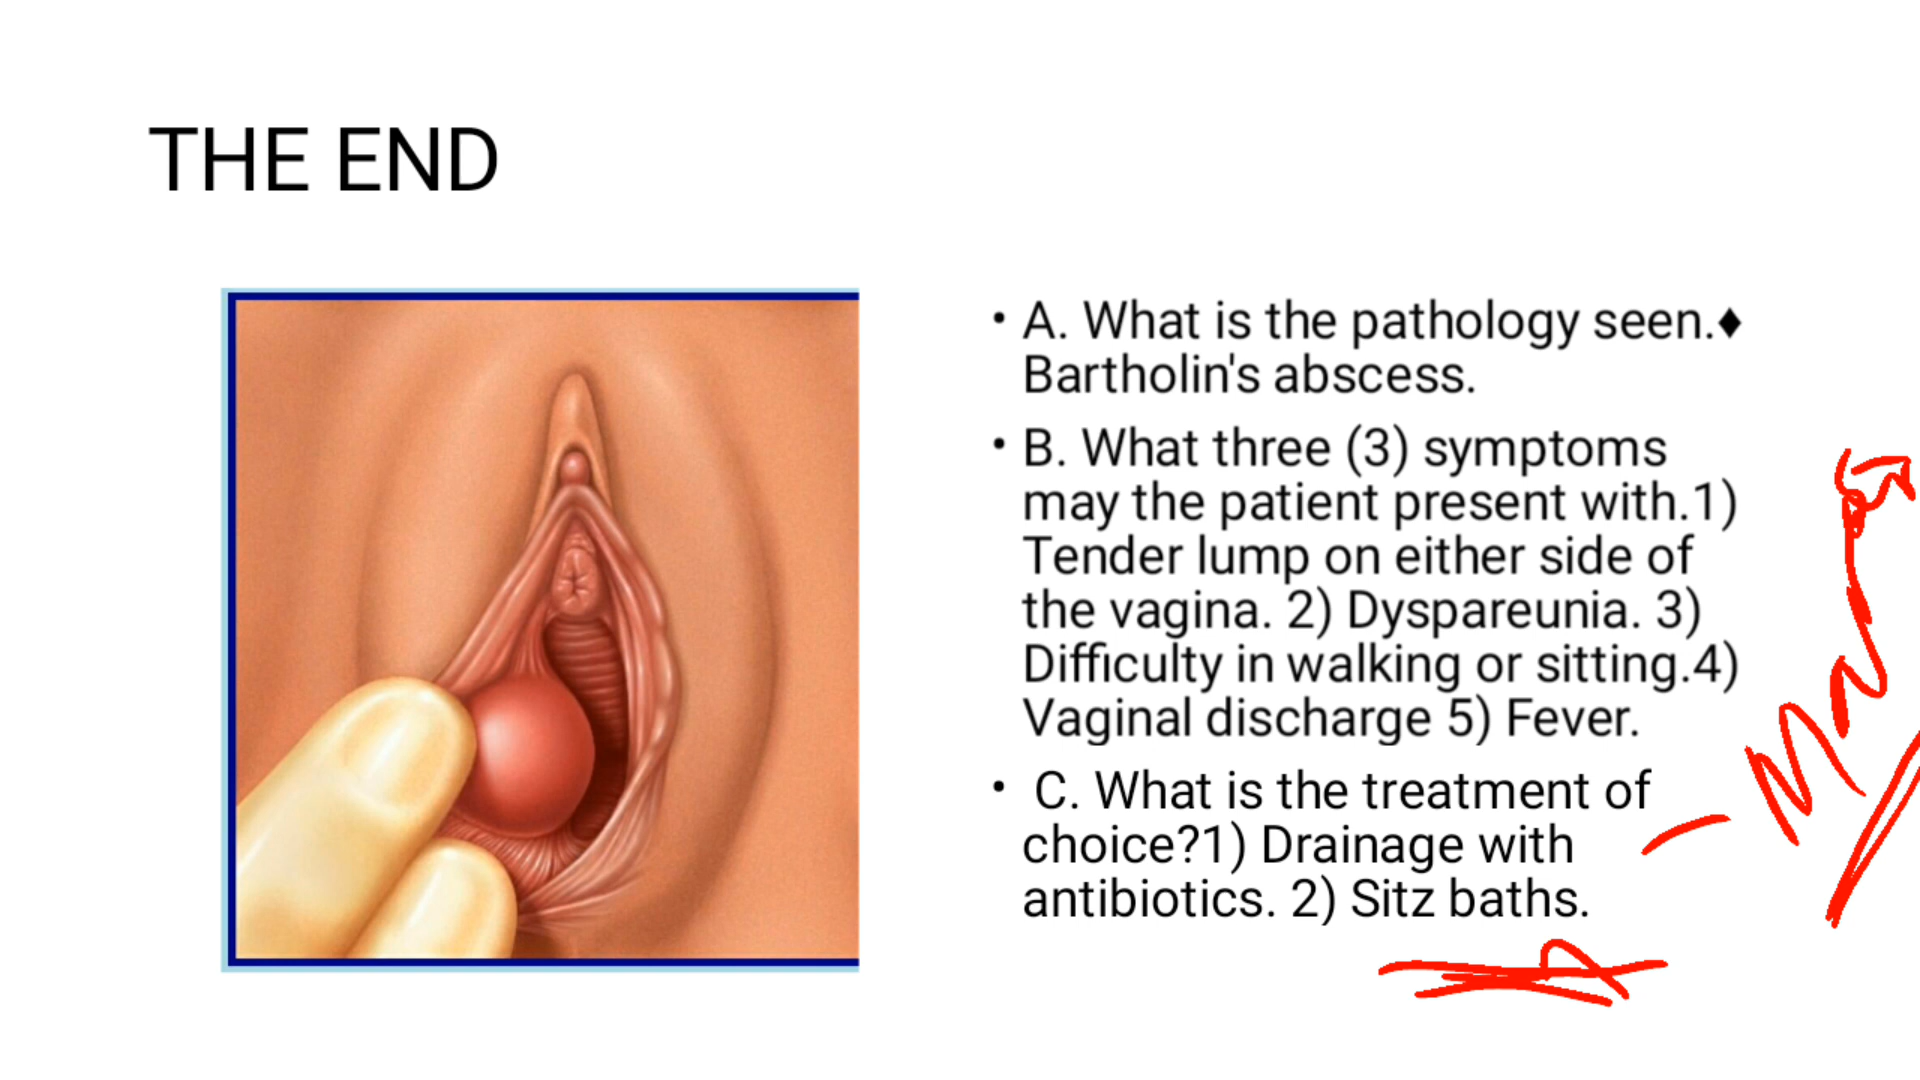 THE END
• A. What is the pathology seen.♦
Bartholin's abscess.
• B. What three (3) symptoms
may the patient present with.1)
Tender lump on either side of
the vagina. 2) Dyspareunia. 3)
Difficulty in walking or sitting.4)
Vaginal discharge 5) Fever.
• C. What is the treatment of
choice?1) Drainage with
antibiotics. 2) Sitz baths.